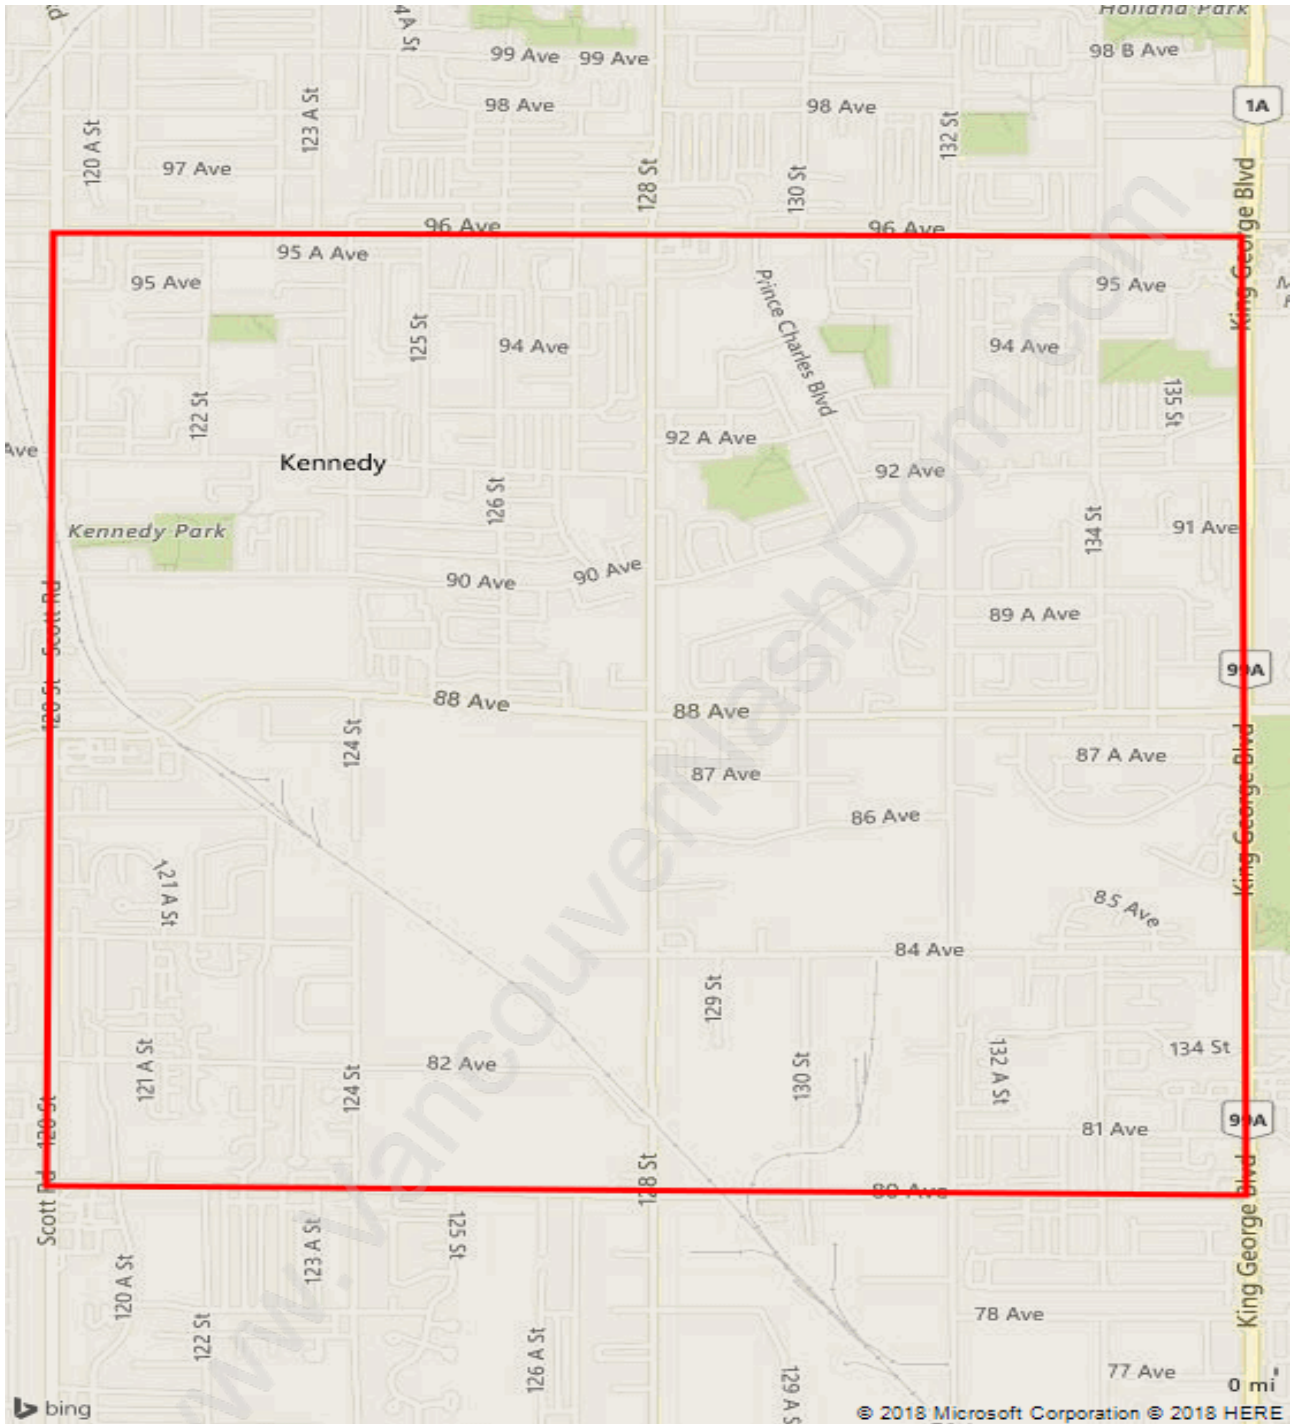 Holland Park
4A St
99 Ave
99 Ave
98 B Ave
98 Ave
98 Ave
1A
120 A St
123 A St
132 St
97 Ave
128 St
130 St
King George Blvd
96 Ave
96 Ave
95 A Ave
95 Ave
95 Ave
Prince Charles Blvd
125 St
94 Ave
94 Ave
122 St
135 St
Ave
92 A Ave
Kennedy
92 Ave
126 St
Kennedy Park
134 St
91 Ave
90 Ave
90 Ave
Scott Rd
89 A Ave
99A
120 St
88 Ave
88 Ave
124 St
87 Ave
87 A Ave
King George Blvd
86 Ave
121 A St
85 Ave
84 Ave
129 St
134 St
82 Ave
121 A St
124 St
130 St
132 A St
120 St
81 Ave
99A
128 St
80 Ave
Scott Rd
King George Blvd
123 A St
125 St
120 A St
122 St
126 A St
78 Ave
129 A S
77 Ave
0 mi
bing
© 2018 Microsoft Corporation © 2018 HERE
www.VancouverNashDom.com